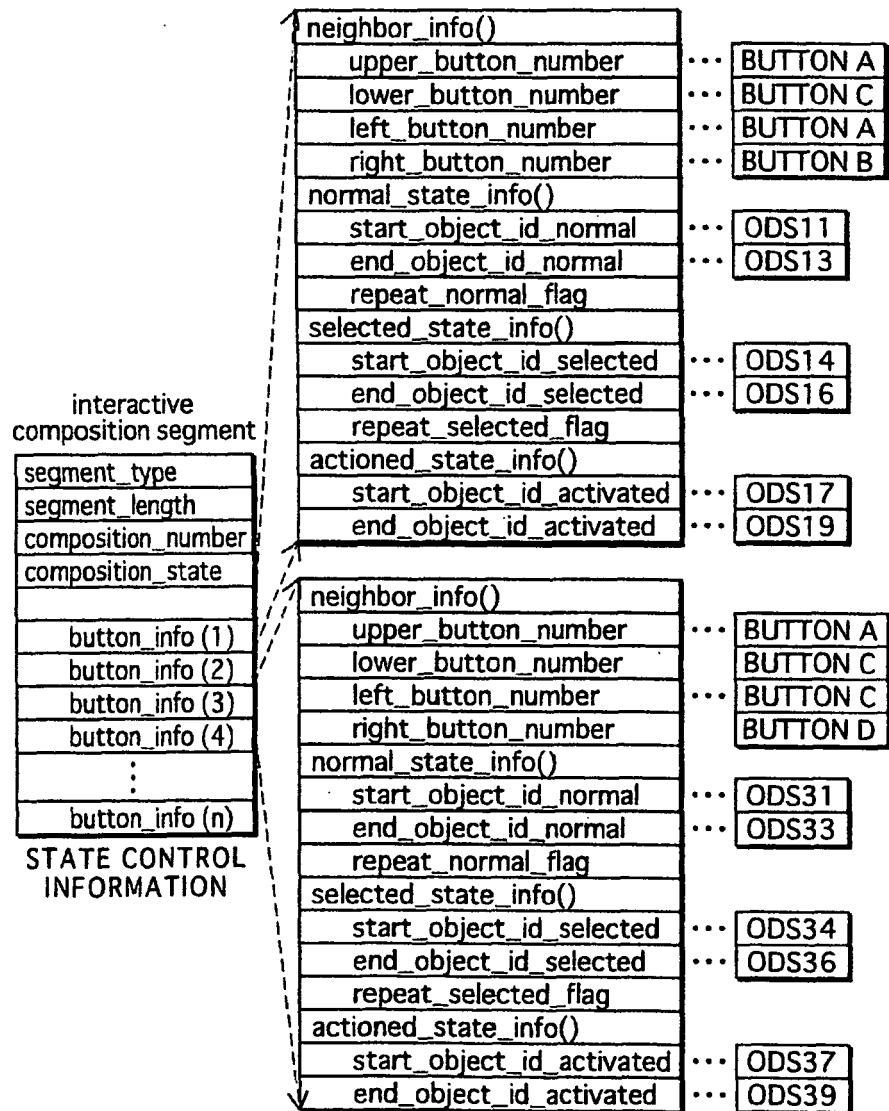 neighbor_info()
upper_button_number ... BUTTON A
lower_button_number ... BUTTON C
left_button_number ... BUTTON A
right_button_number ... BUTTON B
normal_state_info()
start_object_id_normal ... ODS11
end_object_id_normal ... ODS13
repeat_normal_flag
selected_state_info()
start_object_id_selected ... ODS14
end_object_id_selected ... ODS16
repeat_selected_flag
actioned_state_info()
start_object_id_activated ... ODS17
end_object_id_activated ... ODS19
interactive
composition segment
segment_type
segment_length
composition_number
composition_state
button_info (1)
button_info (2)
button_info (3)
button_info (4)
⋮
button_info (n)
STATE CONTROL
INFORMATION
neighbor_info()
upper_button_number ... BUTTON A
lower_button_number BUTTON C
left_button_number ... BUTTON C
right_button_number BUTTON D
normal_state_info()
start_object_id_normal ... ODS31
end_object_id_normal ... ODS33
repeat_normal_flag
selected_state_info()
start_object_id_selected ... ODS34
end_object_id_selected ... ODS36
repeat_selected_flag
actioned_state_info()
start_object_id_activated ... ODS37
end_object_id_activated ... ODS39